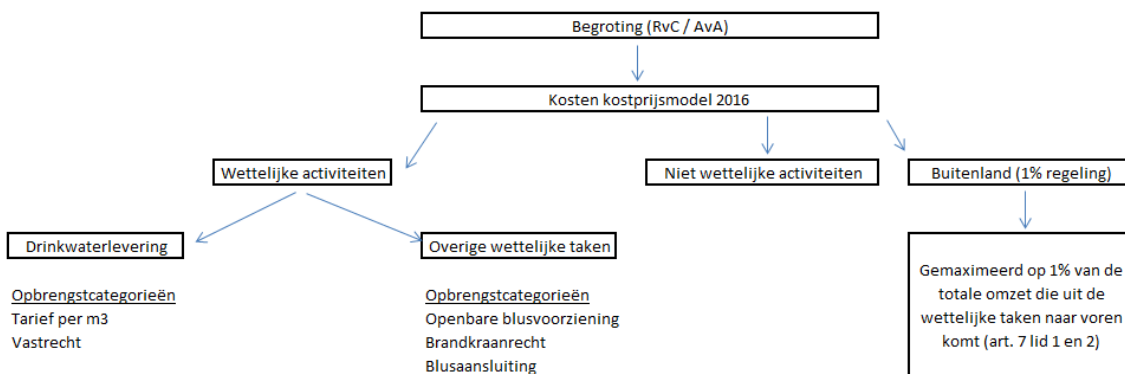 Begroting (RvC / AvA)
Kosten kostprijsmodel 2016
Wettelijke activiteiten
Niet wettelijke activiteiten
Buitenland (1% regeling)
Drinkwaterlevering
Overige wettelijke taken
Opbrengstcategorieën
Tarief per m3
Vastrecht
Opbrengstcategorieën
Openbare blusvoorziening
Brandkraanrecht
Blusaansluiting
Gemaximeerd op 1% van de
totale omzet die uit de
wettelijke taken naar voren
komt (art. 7 lid 1 en 2)